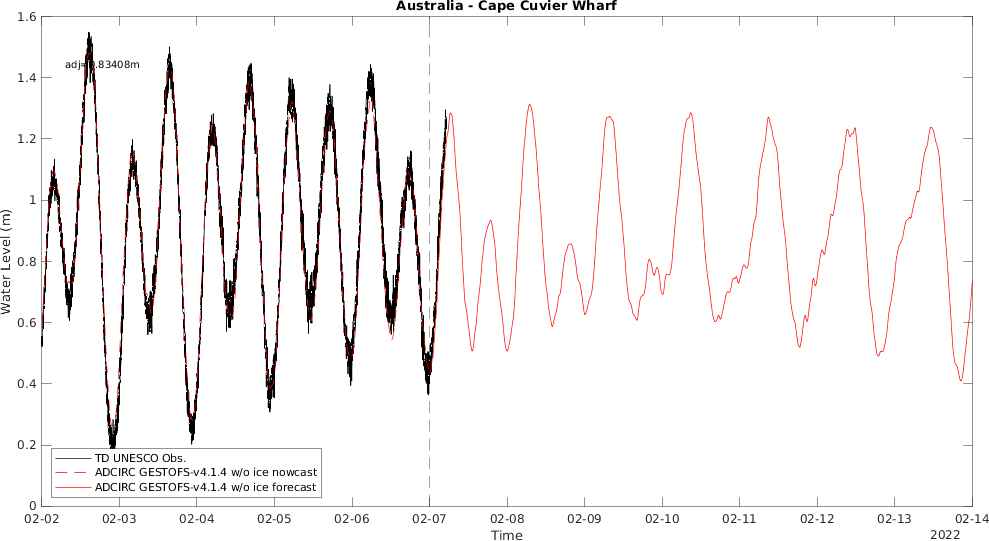 Australia - Cape Cuvier Wharf
1.6
1.4
1.2
1
0.8
0.6
0.4
0.2
0
Water Level (m)
TD UNESCO Obs.
ADCIRC GESTOFS-v4.1.4 w/o ice nowcast
ADCIRC GESTOFS-v4.1.4 w/o ice forecast
02-02 02-03 02-04 02-05 02-06 02-07 02-08 02-09 02-10 02-11 02-12 02-13 02-14
Time
2022